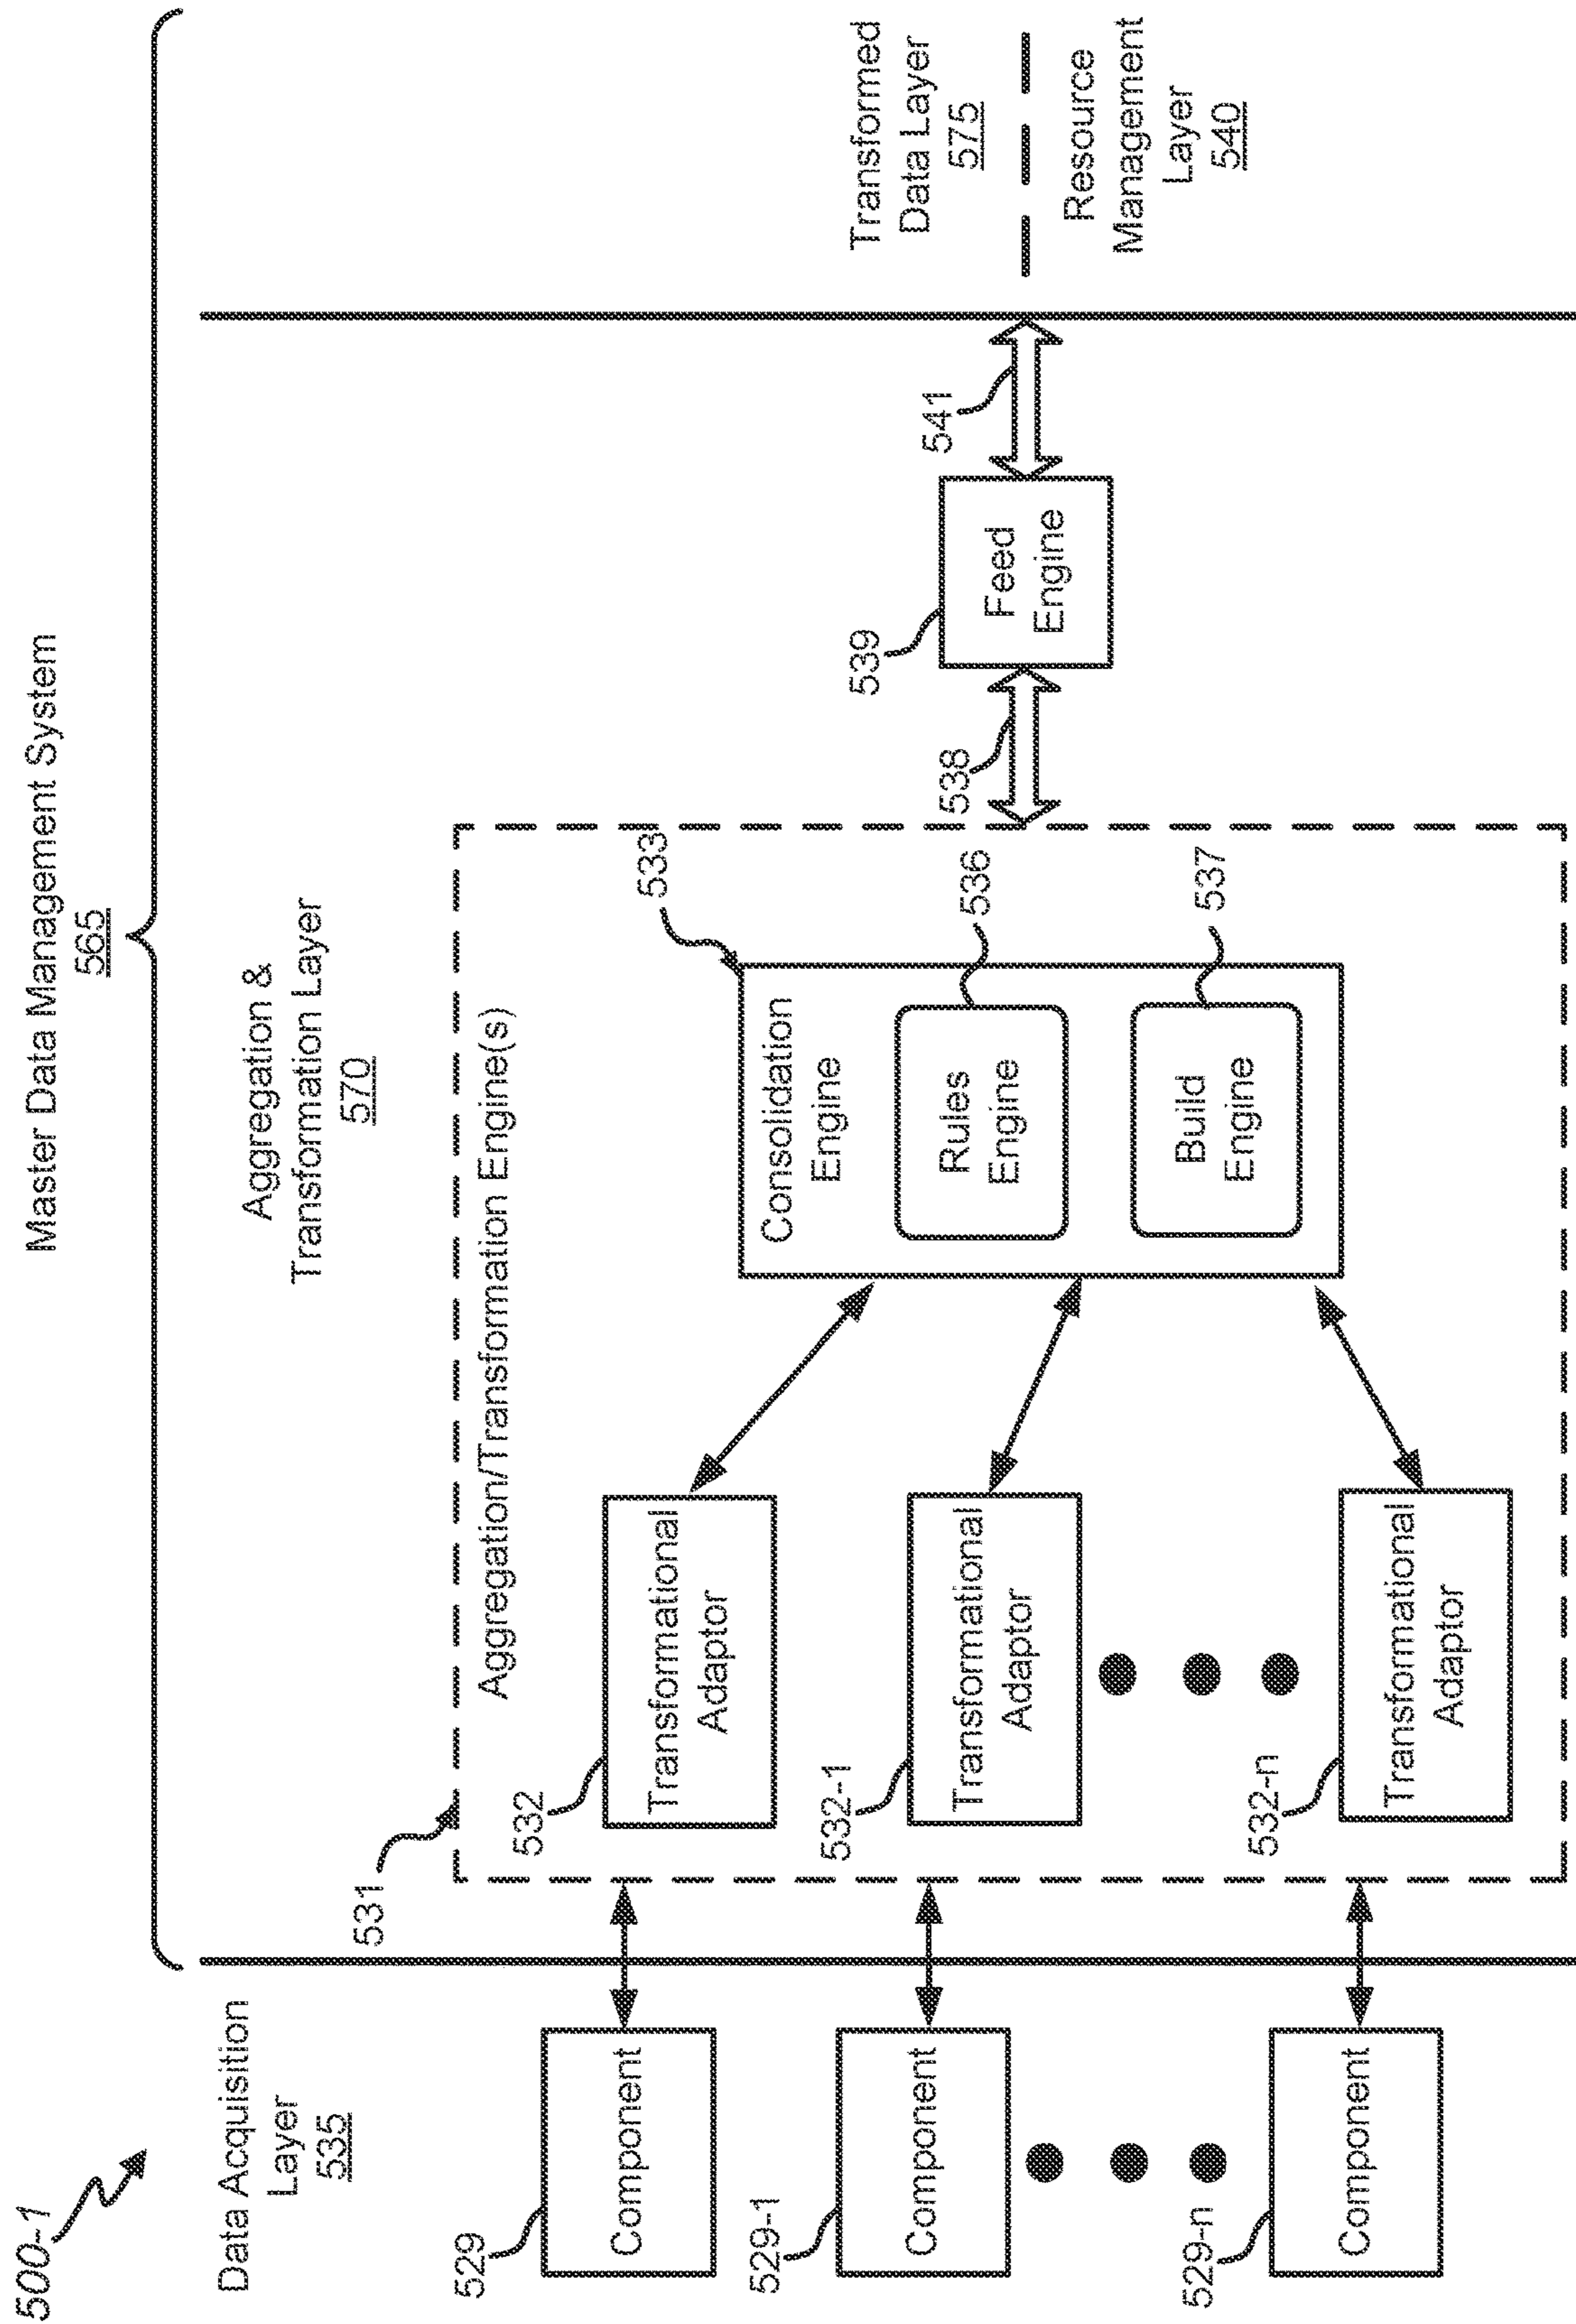 500-1
Master Data Management System
565
Data Acquisition
Layer
535
Aggregation &
Transformation Layer
570
Transformed
Data Layer
575
Resource
Management
Layer
540
531
Aggregation/Transformation Engine(s)
529
Component
529-1
Component
529-n
Component
532
Transformational
Adaptor
532-1
Transformational
Adaptor
532-n
Transformational
Adaptor
533
Consolidation
Engine
Rules
Engine
536
Build
Engine
537
538
539
Feed
Engine
541